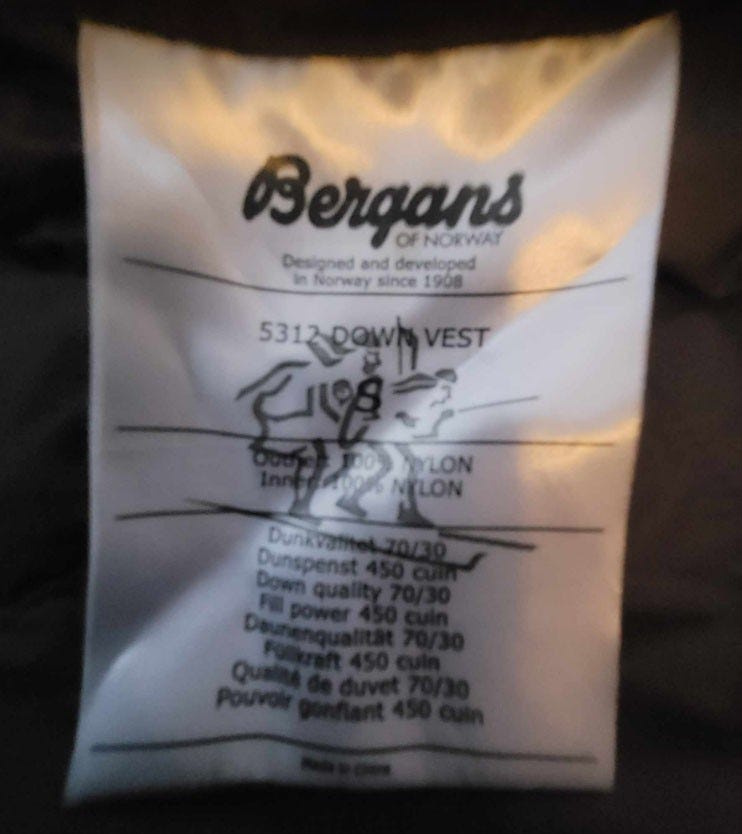 Bergans
OF NORWAY
Designed and developed
in Norway since 1908
5312 DOWN VEST
S
100% NYLON
Inner 100% NYLON
Dunkvalitet 70/30
Dunspenst 450 cuin
Down quality 70/30
Fill power 450 cuin
Daunenqualität 70/30
Füllkraft 450 cuin
Qualité de duvet 70/30
Pouvoir gonflant 450 cuin
Made in